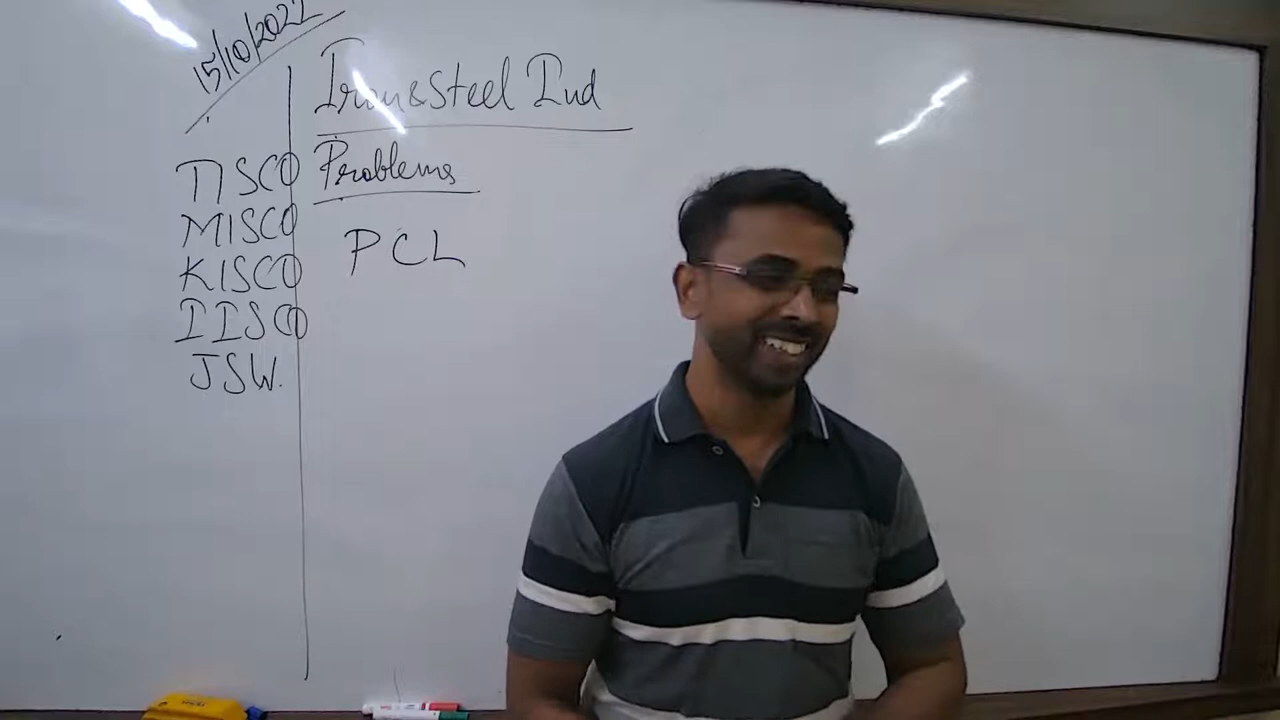 15/10/2022
Iron & Steel Ind
Problems
PCL
TISCO
MISCO
KISCO
IISCO
JSW.